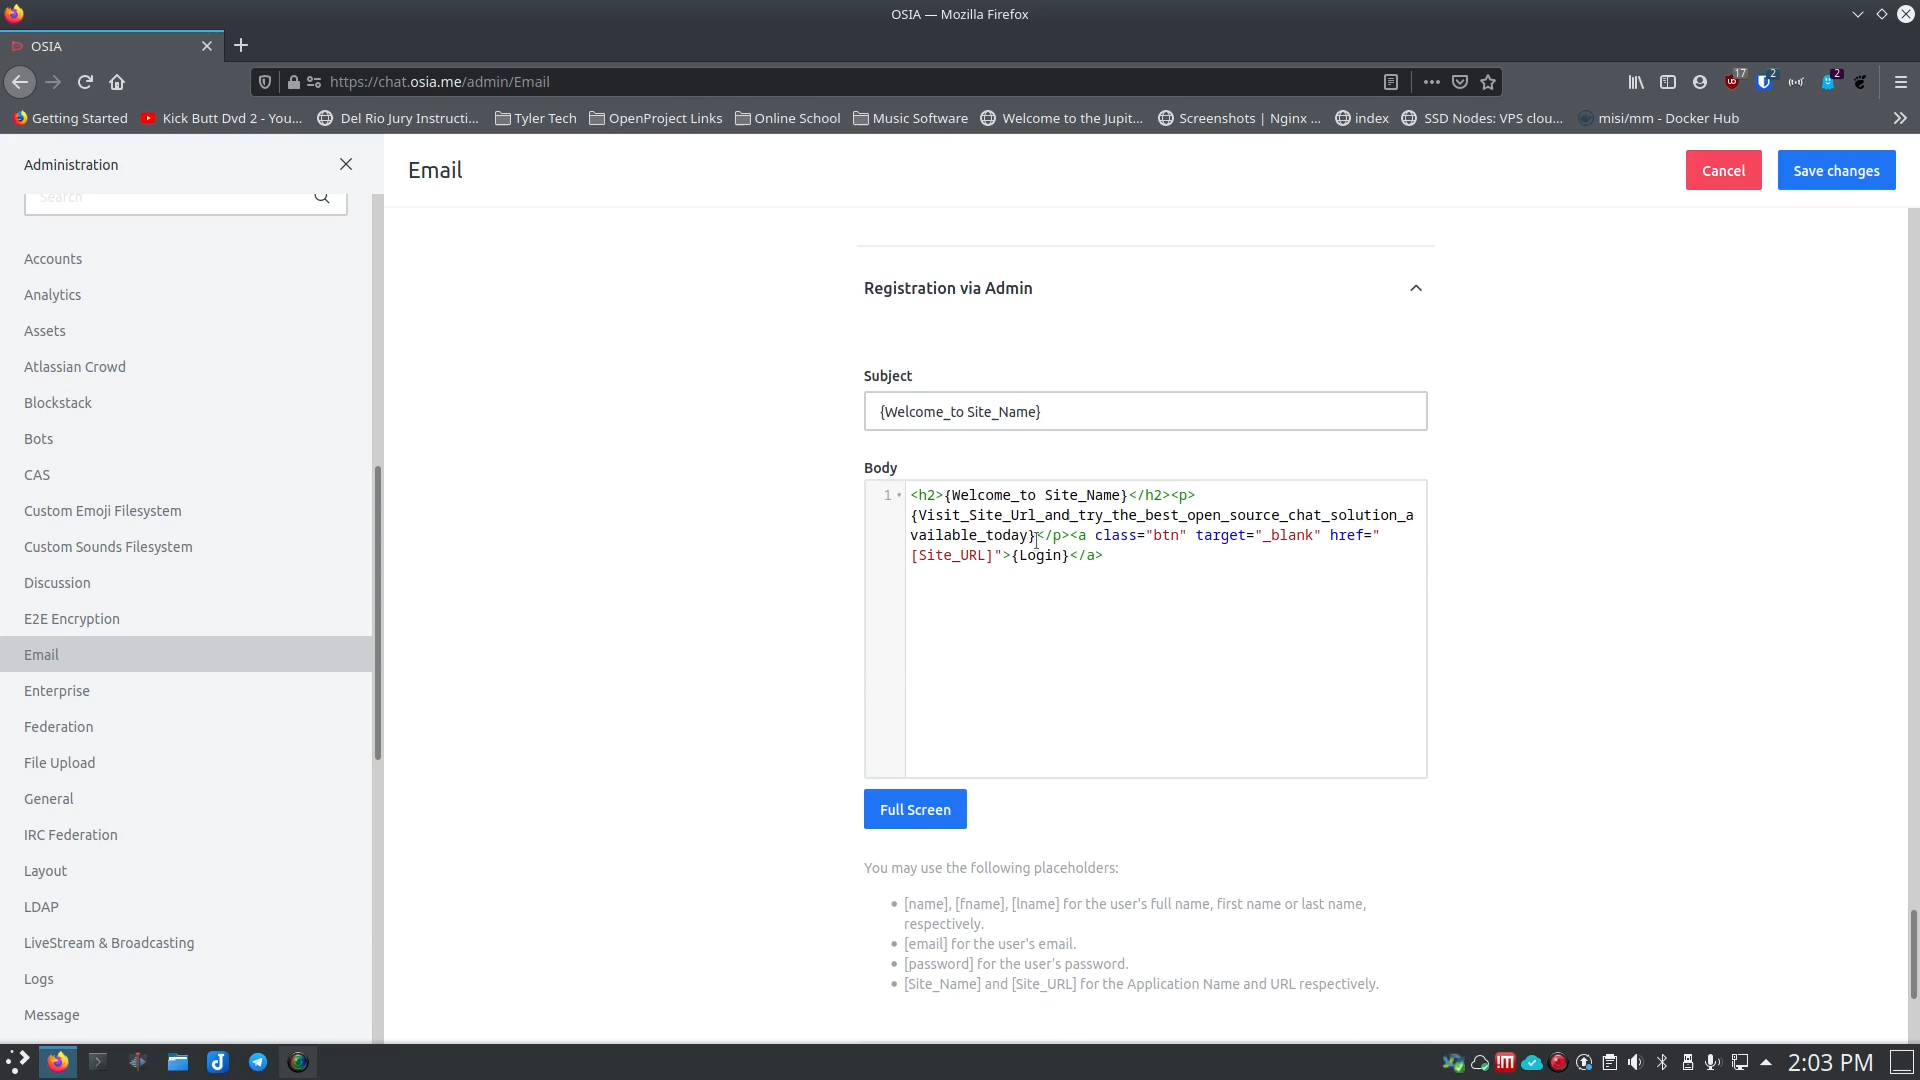 OSIA — Mozilla Firefox
OSIA
https://chat.osia.me/admin/Email
17
2
2
Getting Started
Kick Butt Dvd 2 - You...
Del Rio Jury Instructi...
Tyler Tech
OpenProject Links
Online School
Music Software
Welcome to the Jupit...
Screenshots | Nginx ...
index
SSD Nodes: VPS clou...
misi/mm - Docker Hub
Administration
Search
Accounts
Analytics
Assets
Atlassian Crowd
Blockstack
Bots
CAS
Custom Emoji Filesystem
Custom Sounds Filesystem
Discussion
E2E Encryption
Email
Enterprise
Federation
File Upload
General
IRC Federation
Layout
LDAP
LiveStream & Broadcasting
Logs
Message
Email
Cancel
Save changes
Registration via Admin
Subject
{Welcome_to Site_Name}
Body
1
<h2>{Welcome_to Site_Name}</h2><p>
{Visit_Site_Url_and_try_the_best_open_source_chat_solution_a
vailable_today}</p><a class="btn" target="_blank" href="
[Site_URL]">{Login}</a>
Full Screen
You may use the following placeholders:
[name], [fname], [lname] for the user's full name, first name or last name,
respectively.
[email] for the user's email.
[password] for the user's password.
[Site_Name] and [Site_URL] for the Application Name and URL respectively.
2:03 PM